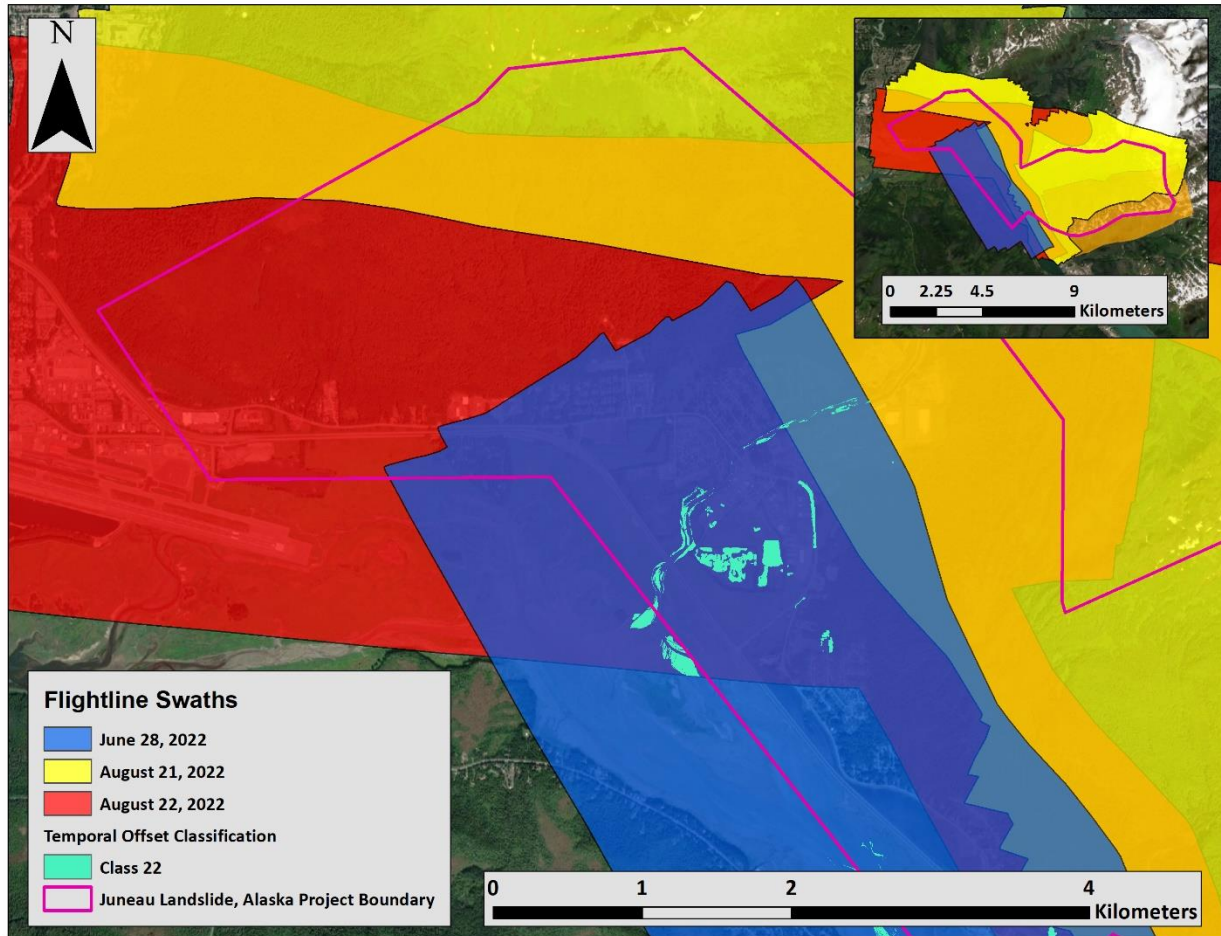 N
0 2.25 4.5 9
Kilometers
Flightline Swaths
June 28, 2022
August 21, 2022
August 22, 2022
Temporal Offset Classification
Class 22
Juneau Landslide, Alaska Project Boundary
0 1 2 4
Kilometers